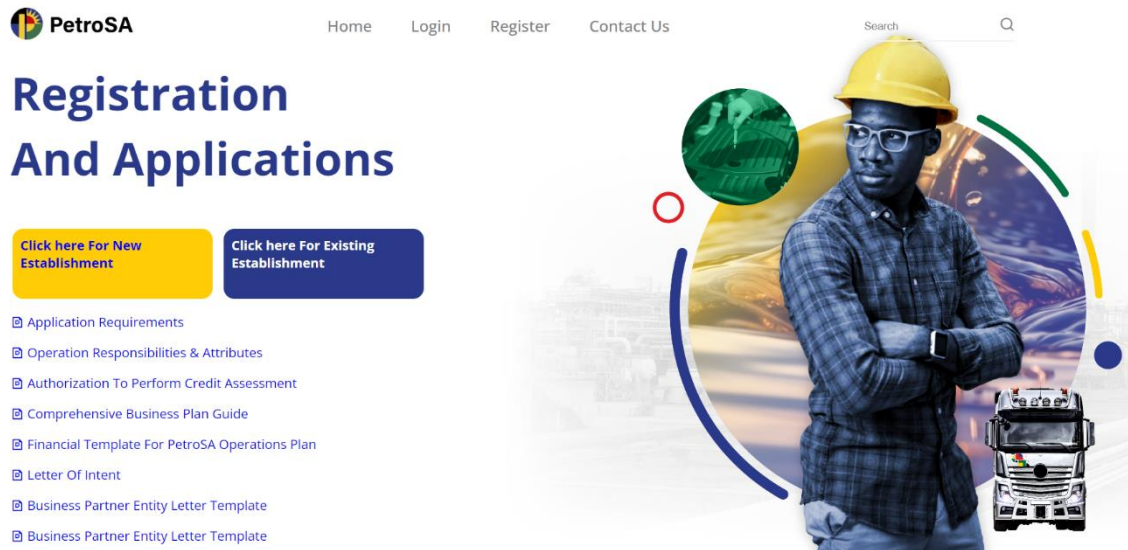 PetroSA
Home
Login
Register
Contact Us
Search
Registration
And Applications
Click here For New
Establishment
Click here For Existing
Establishment
Application Requirements
Operation Responsibilities & Attributes
Authorization To Perform Credit Assessment
Comprehensive Business Plan Guide
Financial Template For PetroSA Operations Plan
Letter Of Intent
Business Partner Entity Letter Template
Business Partner Entity Letter Template